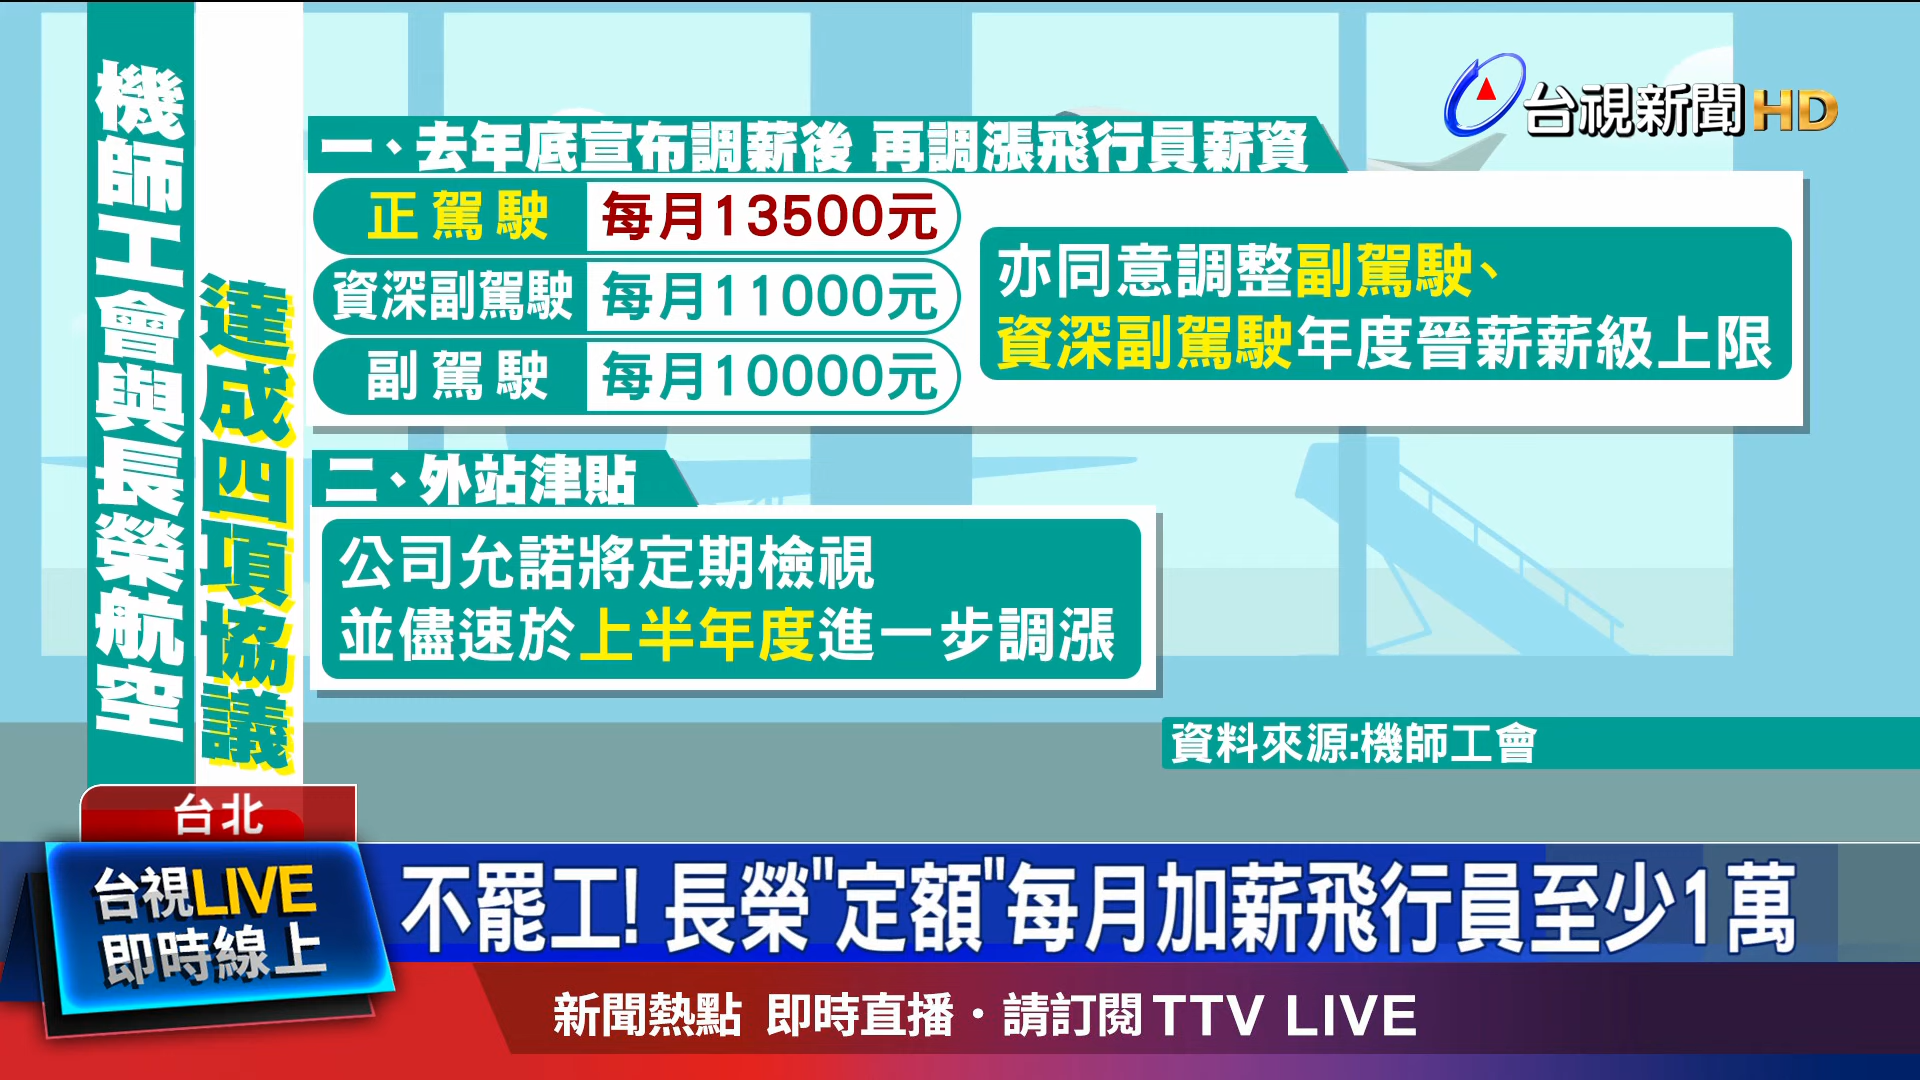 機師工會與長榮航空
達成四項協議
台視新聞HD
一、去年底宣布調薪後 再調漲飛行員薪資
正駕駛 每月13500元
資深副駕駛 每月11000元
副駕駛 每月10000元
亦同意調整副駕駛、
資深副駕駛年度晉薪薪級上限
二、外站津貼
公司允諾將定期檢視
並儘速於上半年度進一步調漲
資料來源:機師工會
台北
台視LIVE
即時線上
不罷工! 長榮"定額"每月加薪飛行員至少1萬
新聞熱點 即時直播・請訂閱TTV LIVE